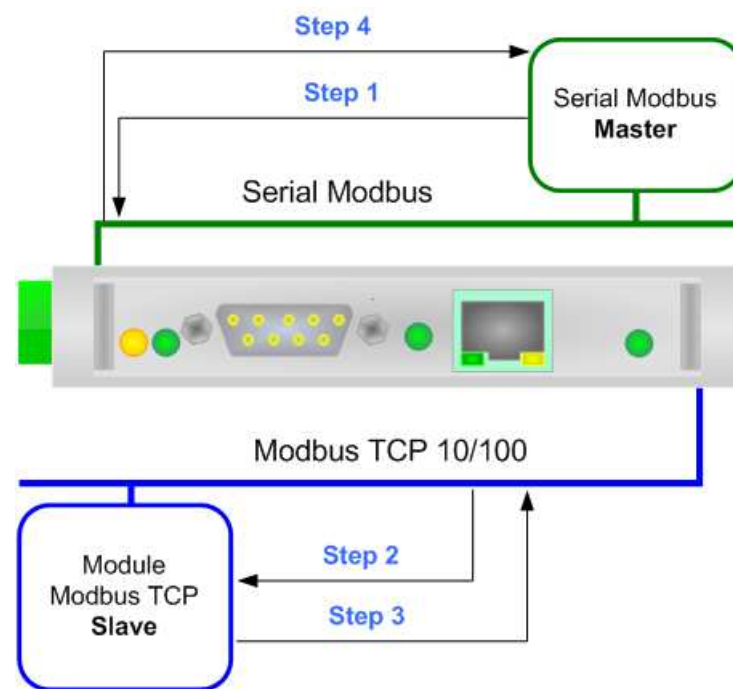 Step 4
Step 1
Serial Modbus
Master
Serial Modbus
Modbus TCP 10/100
Step 2
Step 3
Module
Modbus TCP
Slave